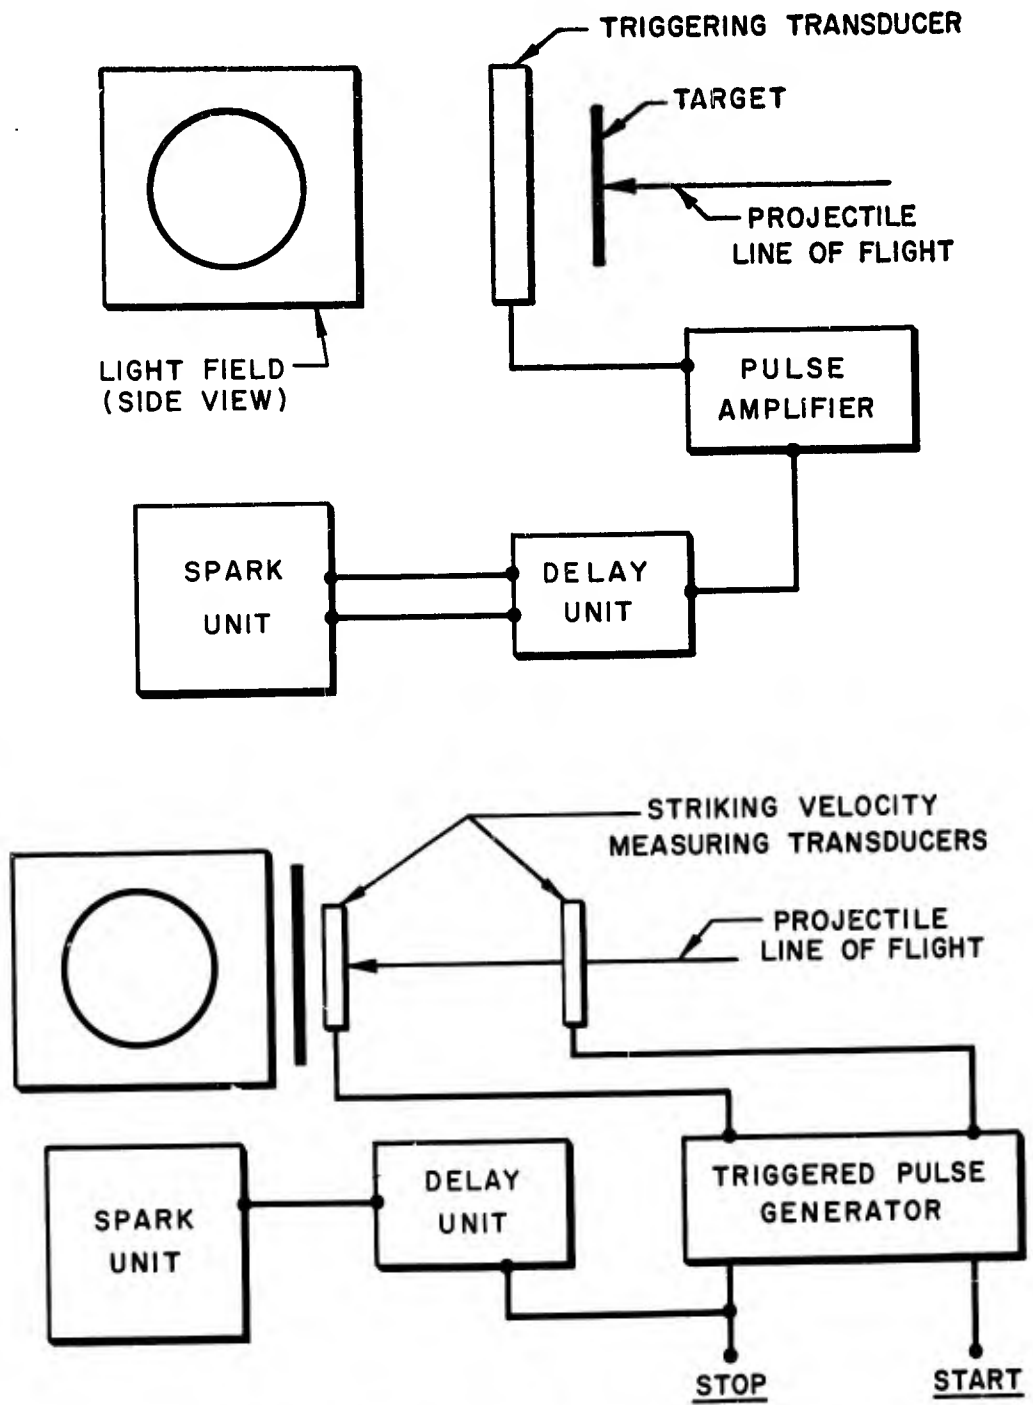 TRIGGERING TRANSDUCER
TARGET
PROJECTILE
LINE OF FLIGHT
LIGHT FIELD
(SIDE VIEW)
PULSE
AMPLIFIER
SPARK
UNIT
DELAY
UNIT
STRIKING VELOCITY
MEASURING TRANSDUCERS
PROJECTILE
LINE OF FLIGHT
TRIGGERED PULSE
GENERATOR
DELAY
UNIT
SPARK
UNIT
STOP
START